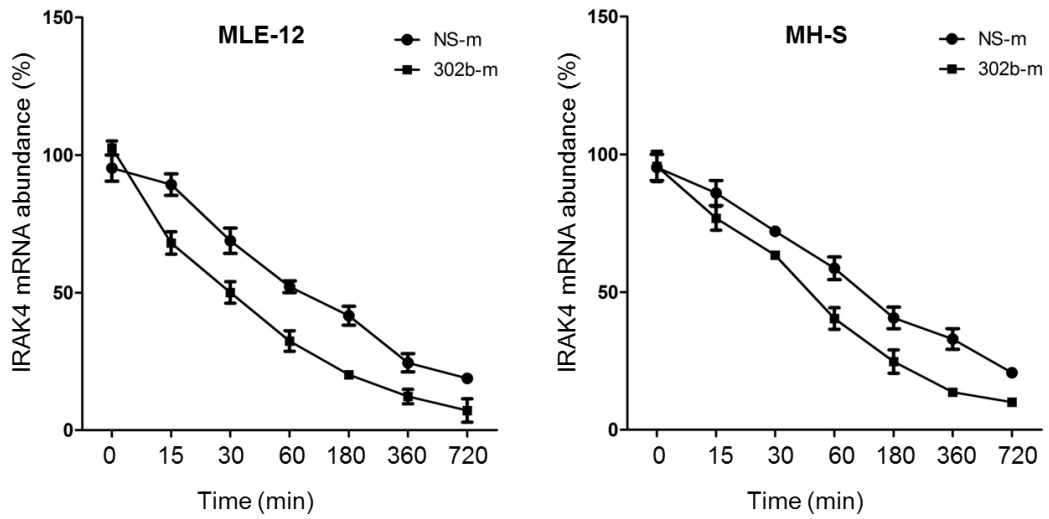 MLE-12
NS-m
302b-m
IRAK4 mRNA abundance (%)
150
100
50
0
0 15 30 60 180 360 720
Time (min)
MH-S
NS-m
302b-m
IRAK4 mRNA abundance (%)
150
100
50
0
0 15 30 60 180 360 720
Time (min)